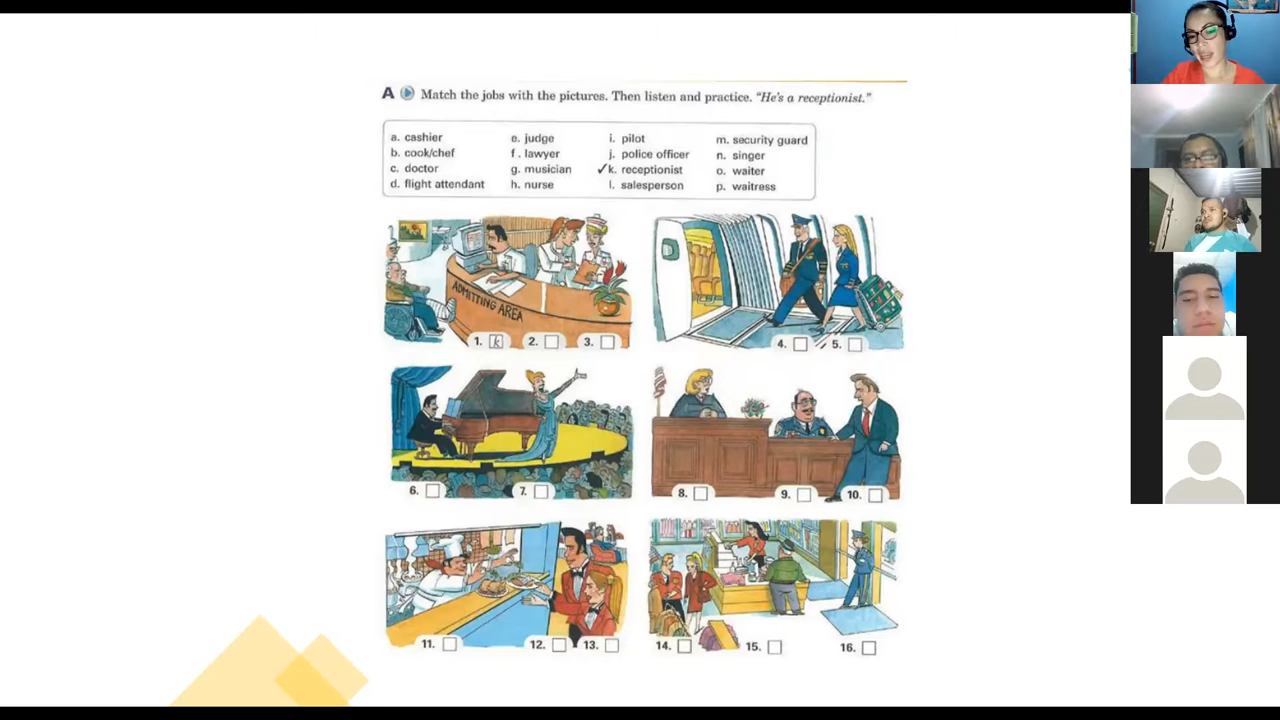 A Match the jobs with the pictures. Then listen and practice. "He's a receptionist."
a. cashier
b. cook/chef
c. doctor
d. flight attendant
e. judge
f. lawyer
g. musician
h. nurse
i. pilot
j. police officer
✓k. receptionist
l. salesperson
m. security guard
n. singer
o. waiter
p. waitress
ADMITTING AREA
1. k 2. 3.
4. 5.
6. 7.
8. 9. 10.
11. 12. 13.
14. 15. 16.